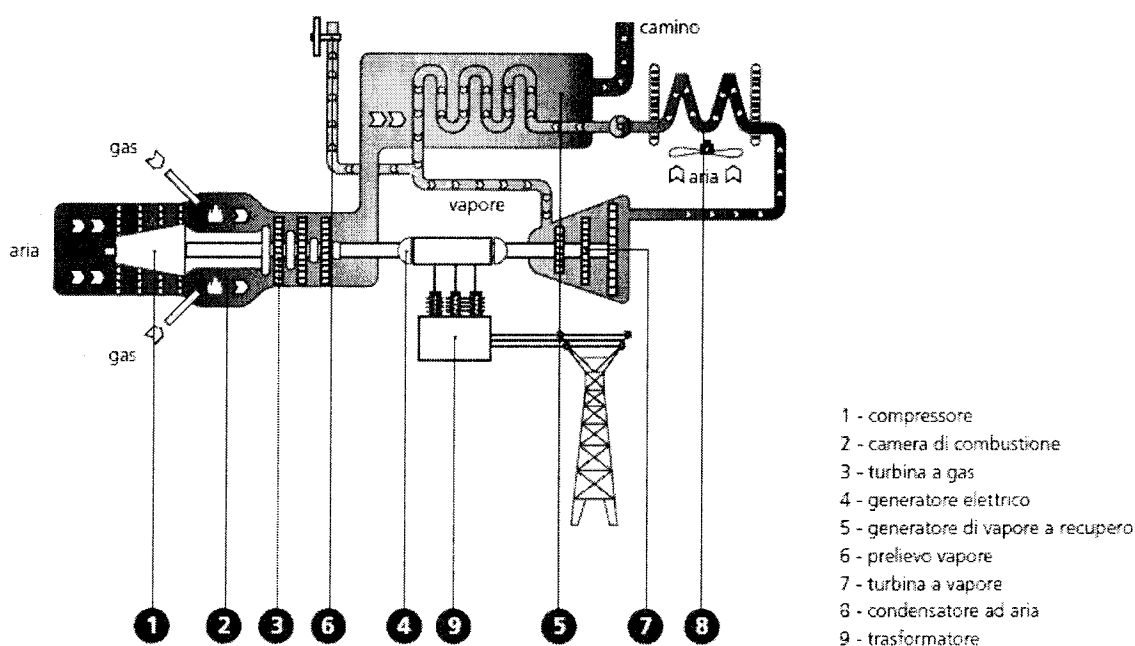 camino
gas
aria
vapore
aria
gas
1 - compressore
2 - camera di combustione
3 - turbina a gas
4 - generatore elettrico
5 - generatore di vapore a recupero
6 - prelievo vapore
7 - turbina a vapore
8 - condensatore ad aria
9 - trasformatore
1 2 3 6 4 9 5 7 8